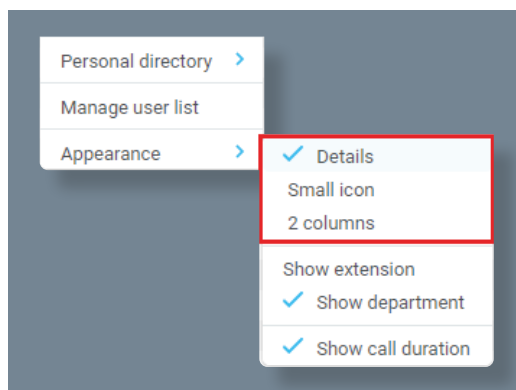 Personal directory
Manage user list
Appearance
Details
Small icon
2 columns
Show extension
Show department
Show call duration